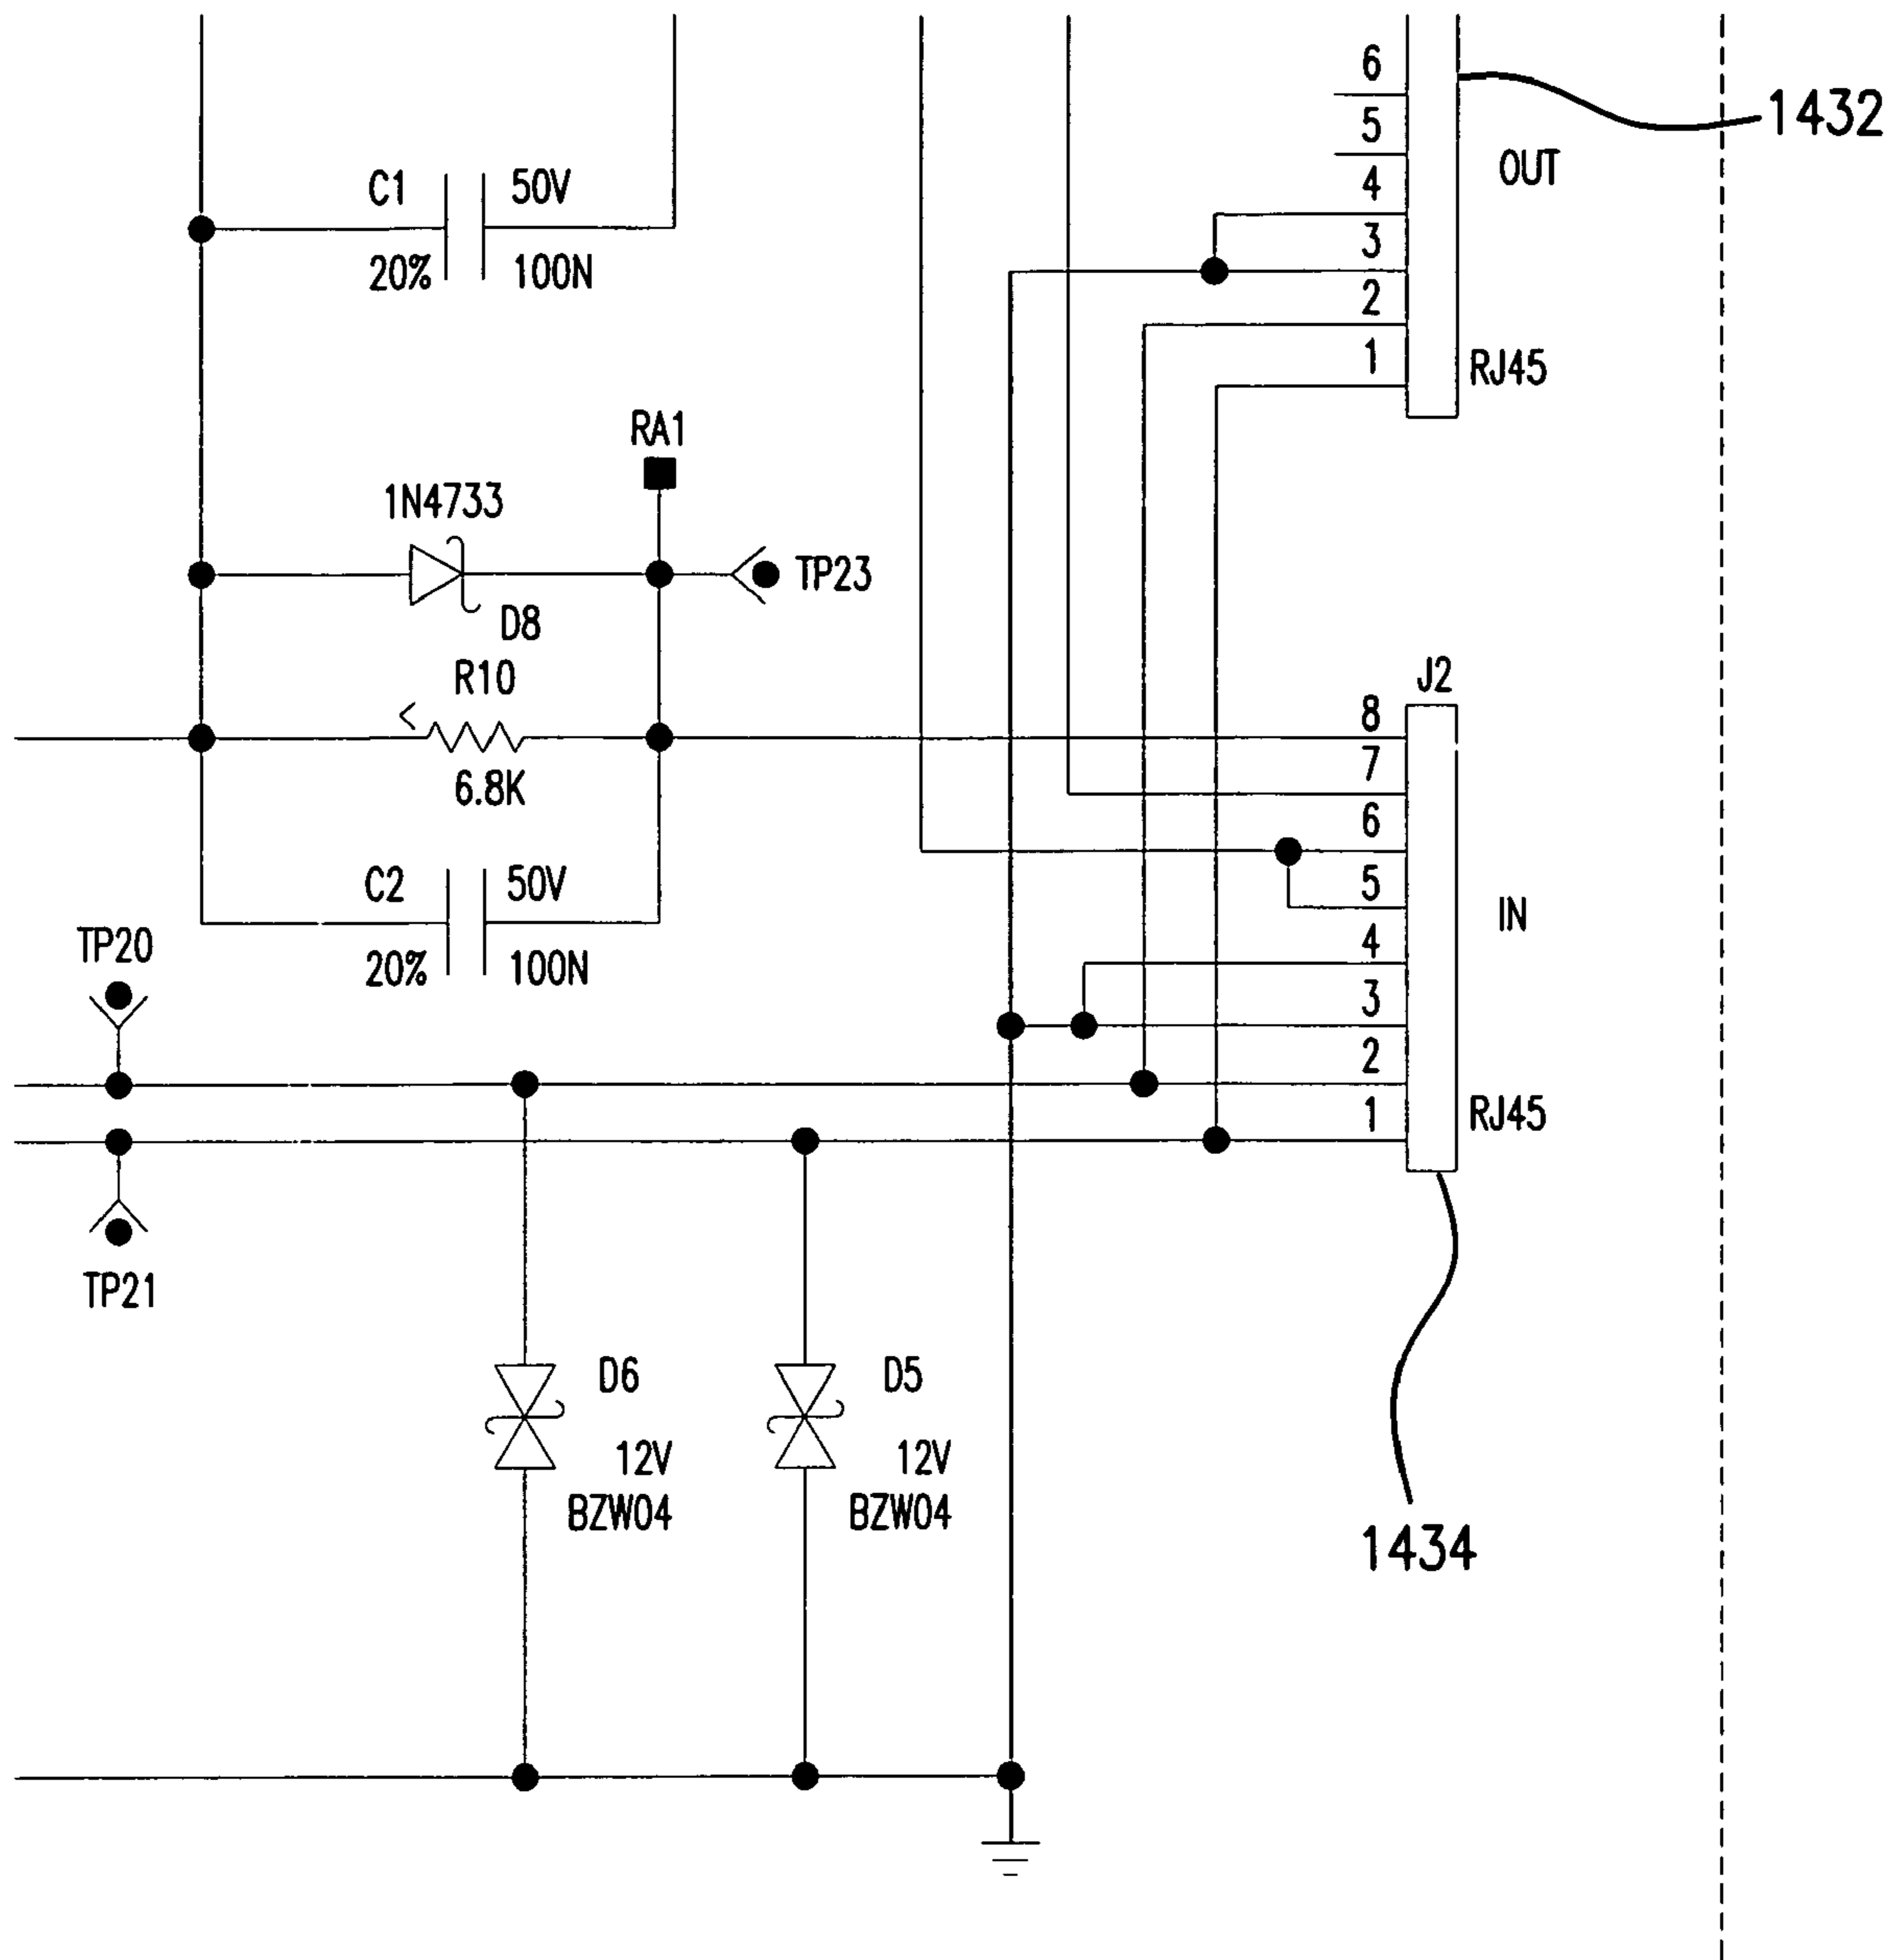 6
1432
5
OUT
C1
50V
4
20%
100N
3
2
1
RJ45
RA1
1N4733
TP23
D8
R10
J2
8
6.8K
7
6
C2
50V
5
IN
TP20
20%
100N
4
3
2
1
RJ45
TP21
D6
D5
12V
12V
BZW04
BZW04
1434